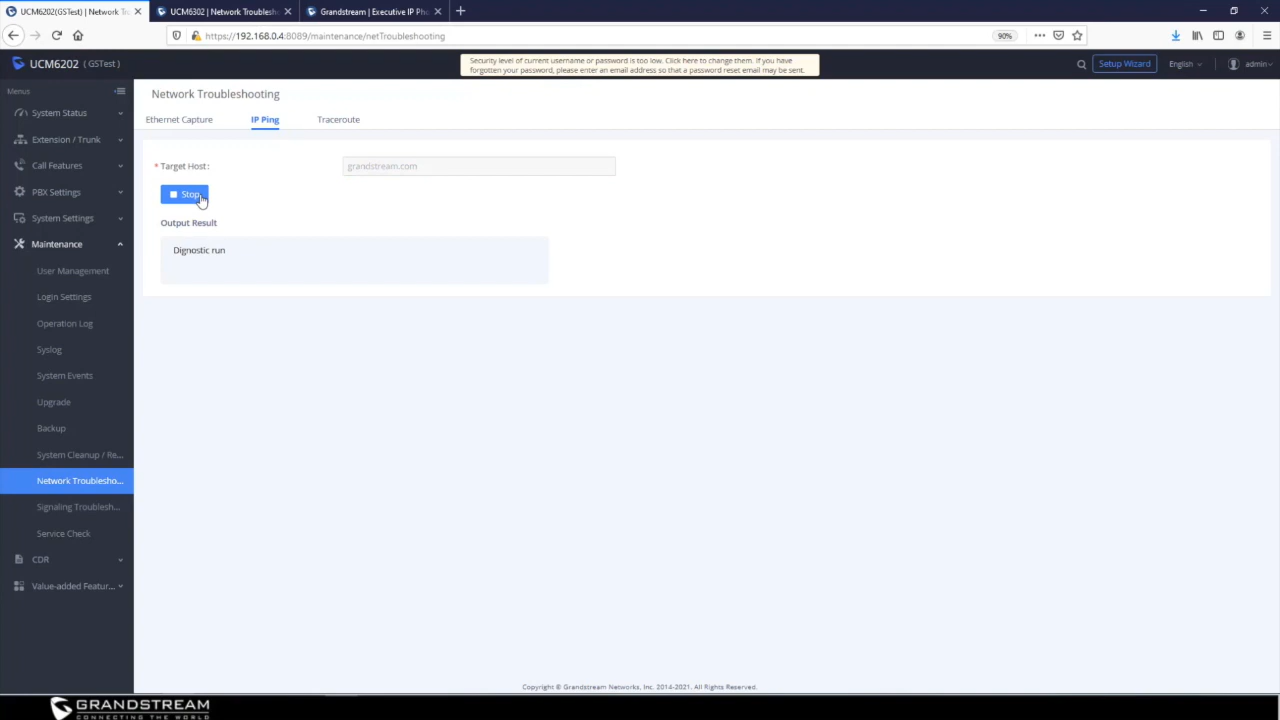 UCM6202(GSTest) | Network Tro
UCM6302 | Network Troublesh
Grandstream | Executive IP Pho
https://192.168.0.4:8089/maintenance/netTroubleshooting
90%
UCM6202 ( GSTest )
Security level of current username or password is too low. Click here to change them. If you have
forgotten your password, please enter an email address so that a password reset email may be sent.
Setup Wizard
English
admin
Menus
System Status
Extension / Trunk
Call Features
PBX Settings
System Settings
Maintenance
User Management
Login Settings
Operation Log
Syslog
System Events
Upgrade
Backup
System Cleanup / Re...
Network Troublesho...
Signaling Troublesh...
Service Check
CDR
Value-added Featur...
Network Troubleshooting
Ethernet Capture
IP Ping
Traceroute
* Target Host :
grandstream.com
Stop
Output Result
Dignostic run
Copyright © Grandstream Networks, Inc. 2014-2021. All Rights Reserved.
GRANDSTREAM
CONNECTING THE WORLD